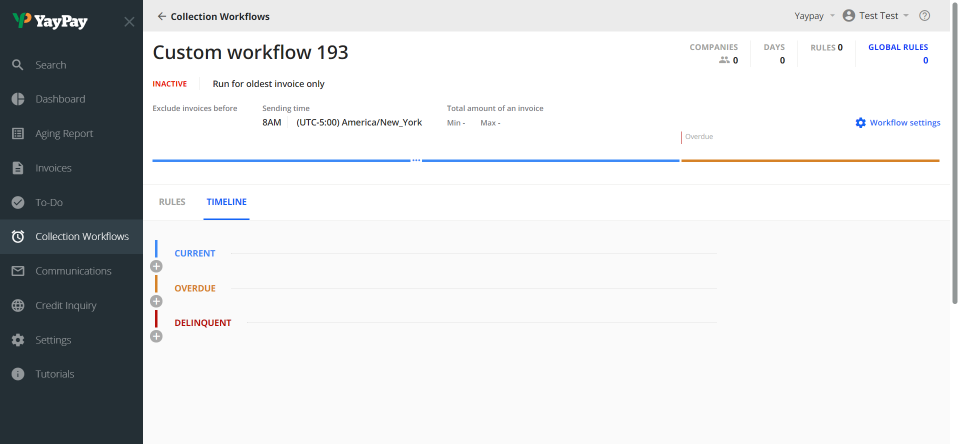 YayPay
Search
Dashboard
Aging Report
Invoices
To-Do
Collection Workflows
Communications
Credit Inquiry
Settings
Tutorials
Collection Workflows
Yaypay
Test Test
Custom workflow 193
COMPANIES
0
DAYS
0
RULES 0
GLOBAL RULES
0
INACTIVE
Run for oldest invoice only
Exclude invoices before
Sending time
8AM
(UTC-5:00) America/New_York
Total amount of an invoice
Min -
Max -
Workflow settings
Overdue
RULES
TIMELINE
CURRENT
OVERDUE
DELINQUENT